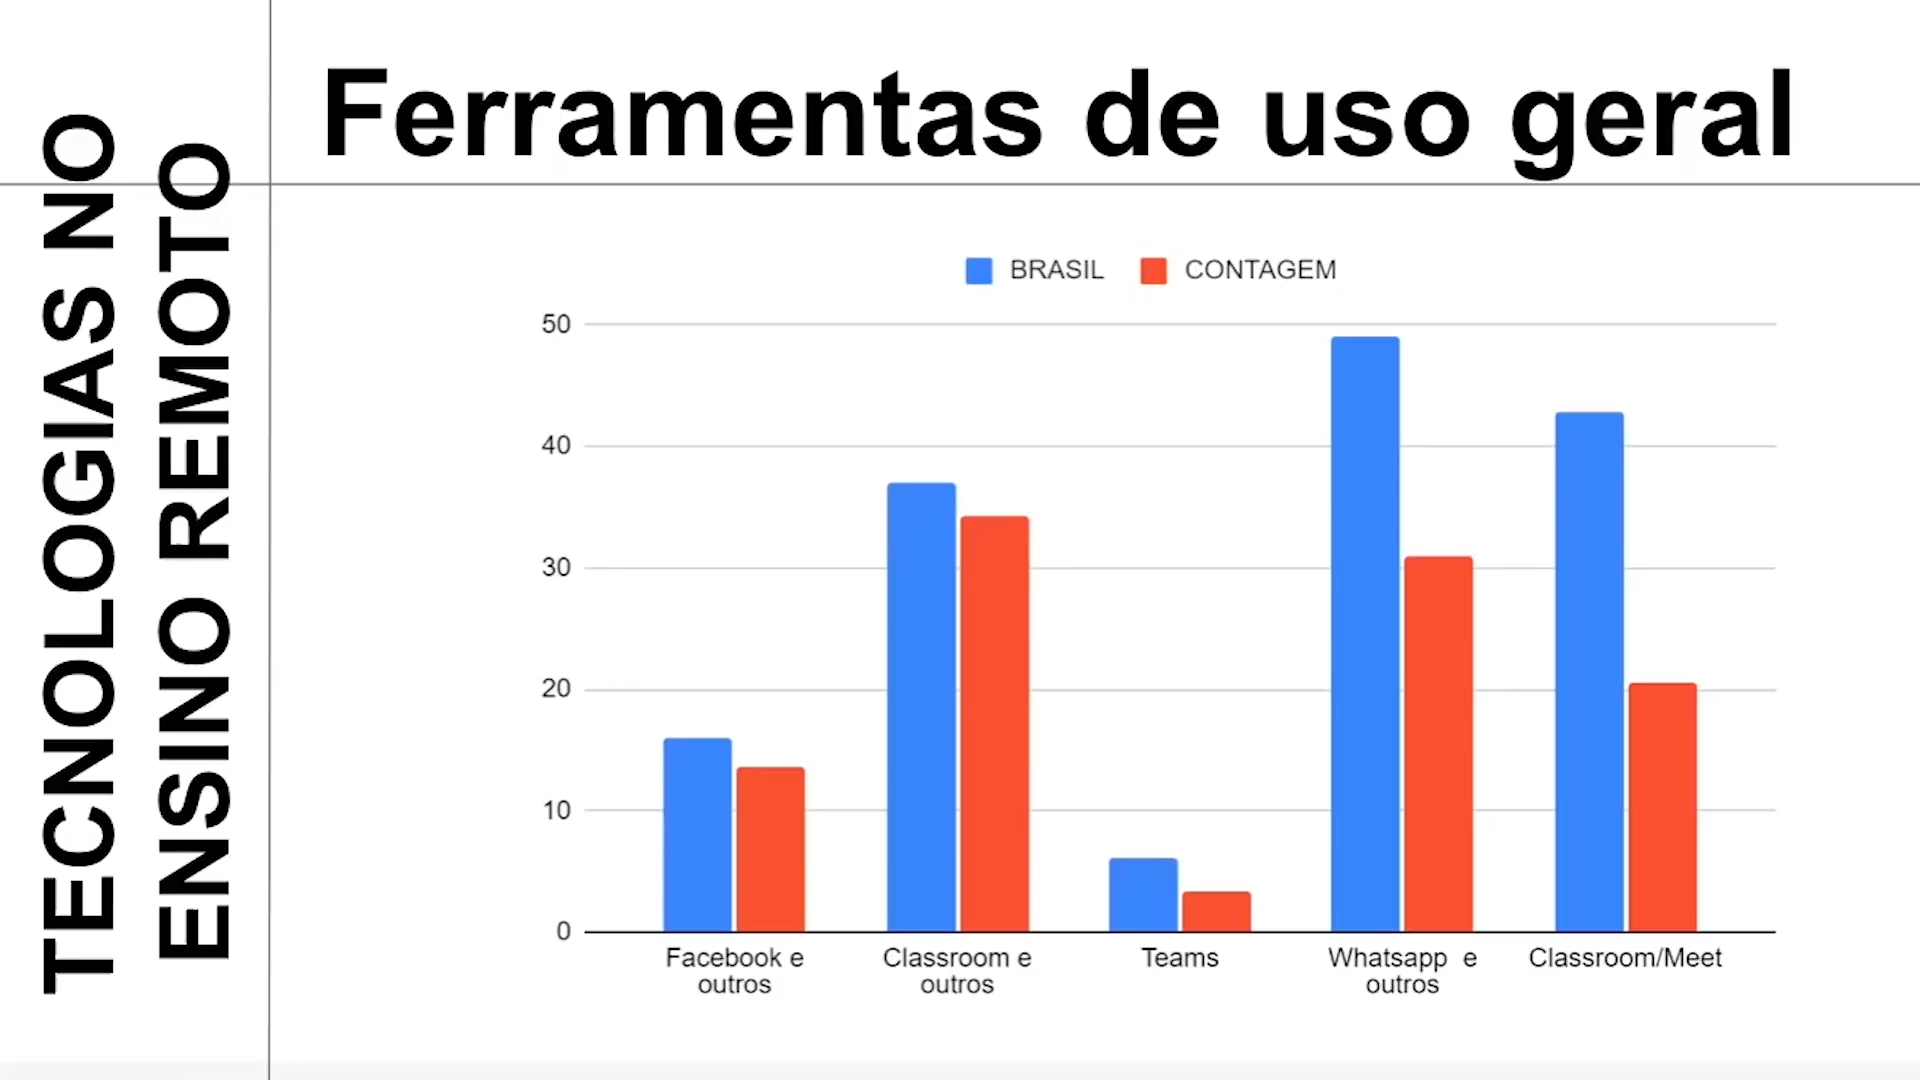 TECNOLOGIAS NO
ENSINO REMOTO
Ferramentas de uso geral
BRASIL CONTAGEM
50
40
30
20
10
0
Facebook e
outros
Classroom e
outros
Teams
Whatsapp e
outros
Classroom/Meet